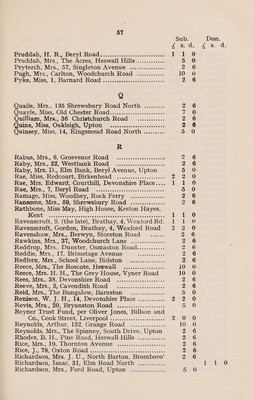 57
Sub. Don.
£ s. d. £ s. d.
Pruddah, H. R., Beryl Road 1 1 0
Pruddah, Mrs., The Acres, Heswall Hills 5 0
Pryterch, Mrs., 57, Singleton Avenue 2 6
Pugh, Mrs., Carlton, Woodchurch Road 10 0
Pyke, Miss, 1, Barnard Road 2 6
Q
Quaile, Mrs., 135 Shrewsbury Road North 2 6
Quayle, Miss, Old Chester Road 7 0
Quilliam, Mrs., 36 Christchurch Road 2 6
Quine, Miss, Oakleigh, Upton 2 6
Quinsey, Miss, 14, Kingsmead Road North 5 0
R
Rabus, Mrs., 6, Grosvenor Road 2 6
Raby, Mrs., 22, Westbank Road 2 6
Raby, Mrs. D., Elm Bank, Beryl Avenue, Upton 5 0
Rae, Miss, Redcourt, Birkenhead 2 2 0
Rae, Mrs. Edward, Courthill, Devonshire Place 1 1 0
Rae, Mrs., 7, Beryl Road 5 0
Ramage, Miss, Woodhey, Rock Ferry 2 6
Ransome, Mrs., 59, Shrewsbury Road 2 6
Rathbone, Miss May, High House, Keston Hayes,
Kent 1 1 0
Ravenscroft, S. (the late), Brathay, 4, Wexford Rd. 1 1 0
Ravenscroft, Gordon, Brathay, 4, Wexford Road 2 2 0
Ravenshaw, Mrs., Berwyn, Storeton Road 2 6
Rawkins, Mrs., 37, Woodchurch Lane 2 6
Reddrop, Mrs., Dunster, Osmaston Road 2 6
Reddie, Mrs., 17, Brimstage Avenue 2 6
Redfern, Mrs., School Lane, Bidston 2 6
Reece, Mrs., The Roscote, Heswall 10 0
Reece, Mrs. H. H., The Grey House, Vyner Road 10 0
Rees, Mrs., 38, Devonshire Road 2 6
Reeve, Mrs., 3, Cavendish Road 2 6
Reid, Mrs., The Bungalow, Barnston 5 0
Renison, W. J. H., 14, Devonshire Place 2 2 0
Revis, Mrs., 20, Bryanston Road 5 0
Reyner Trust Fund, per Oliver Jones, Billson and
Co., Cook Street, Liverpool 2 0 0
Reynolds, Arthur, 132, Grange Road 10 0
Reynolds, Mrs., The Spinney, South Drive, Upton 2 6
Rhodes, B. H., Pine Road, Heswall Hills 2 6
Rice, Mrs., 10, Thornton Avenue 2 6
Rice, J., 78, Oxton Road 2 6
Richardson, Mrs. J. U., North Barton, Bromboro' 2 6
Richardson, Isaac, 31, Elm Road North 1 1 0
Richardson, Mrs., Ford Road, Upton 5 0